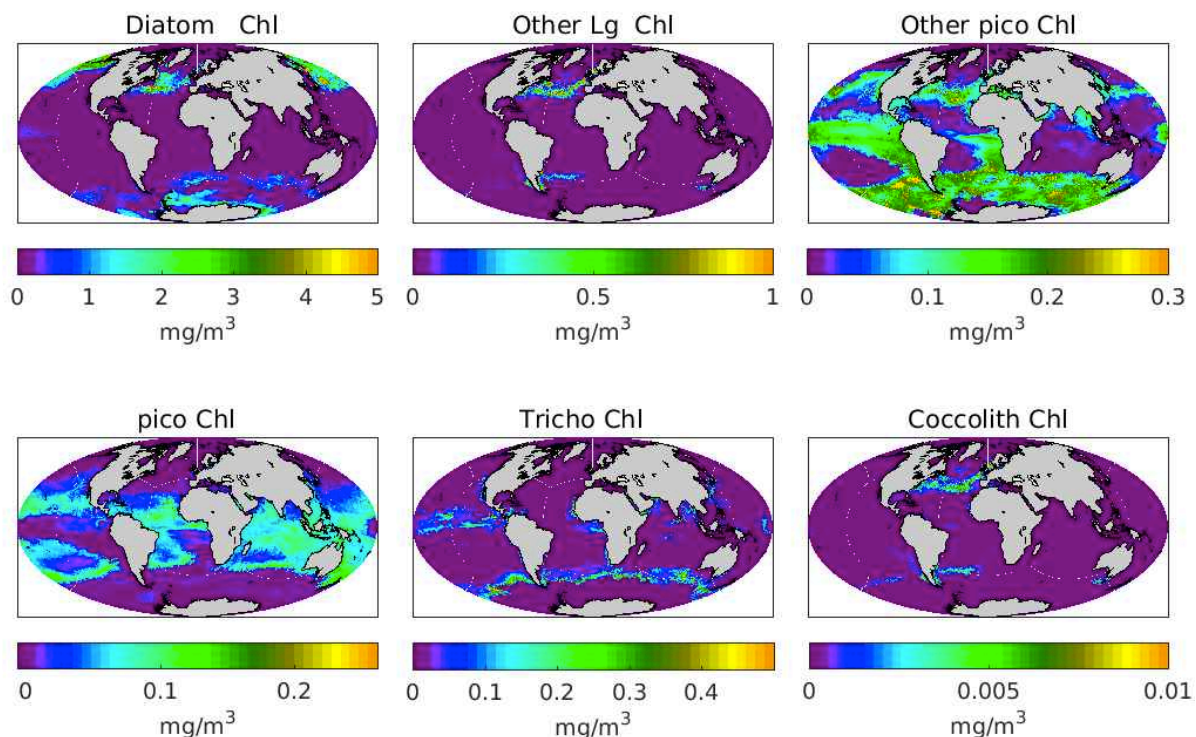 Diatom Chl
Other Lg Chl
Other pico Chl
0 1 2 3 4 5
mg/m³
0 0.5 1
mg/m³
0 0.1 0.2 0.3
mg/m³
pico Chl
Tricho Chl
Coccolith Chl
0 0.1 0.2
mg/m³
0 0.1 0.2 0.3 0.4
mg/m³
0 0.005 0.01
mg/m³